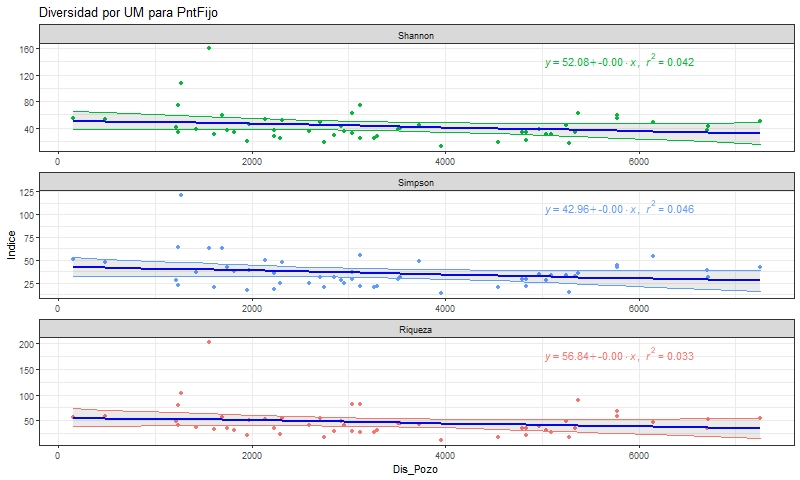 Diversidad por UM para PntFijo
Shannon
160
120
80
40
y = 52.08+-0.00 · x,  r² = 0.042
0 2000 4000 6000
Simpson
125
100
75
50
25
y = 42.96+-0.00 · x,  r² = 0.046
0 2000 4000 6000
Indice
Riqueza
200
150
100
50
y = 56.84+-0.00 · x,  r² = 0.033
0 2000 4000 6000
Dis_Pozo